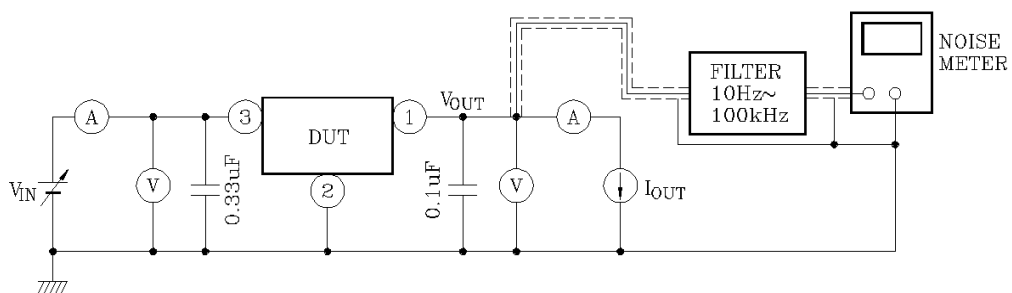 NOISE
METER
FILTER
10Hz~
100kHz
VOUT
A
3
DUT
1
A
VIN
V
0.33uF
2
0.1uF
V
IOUT